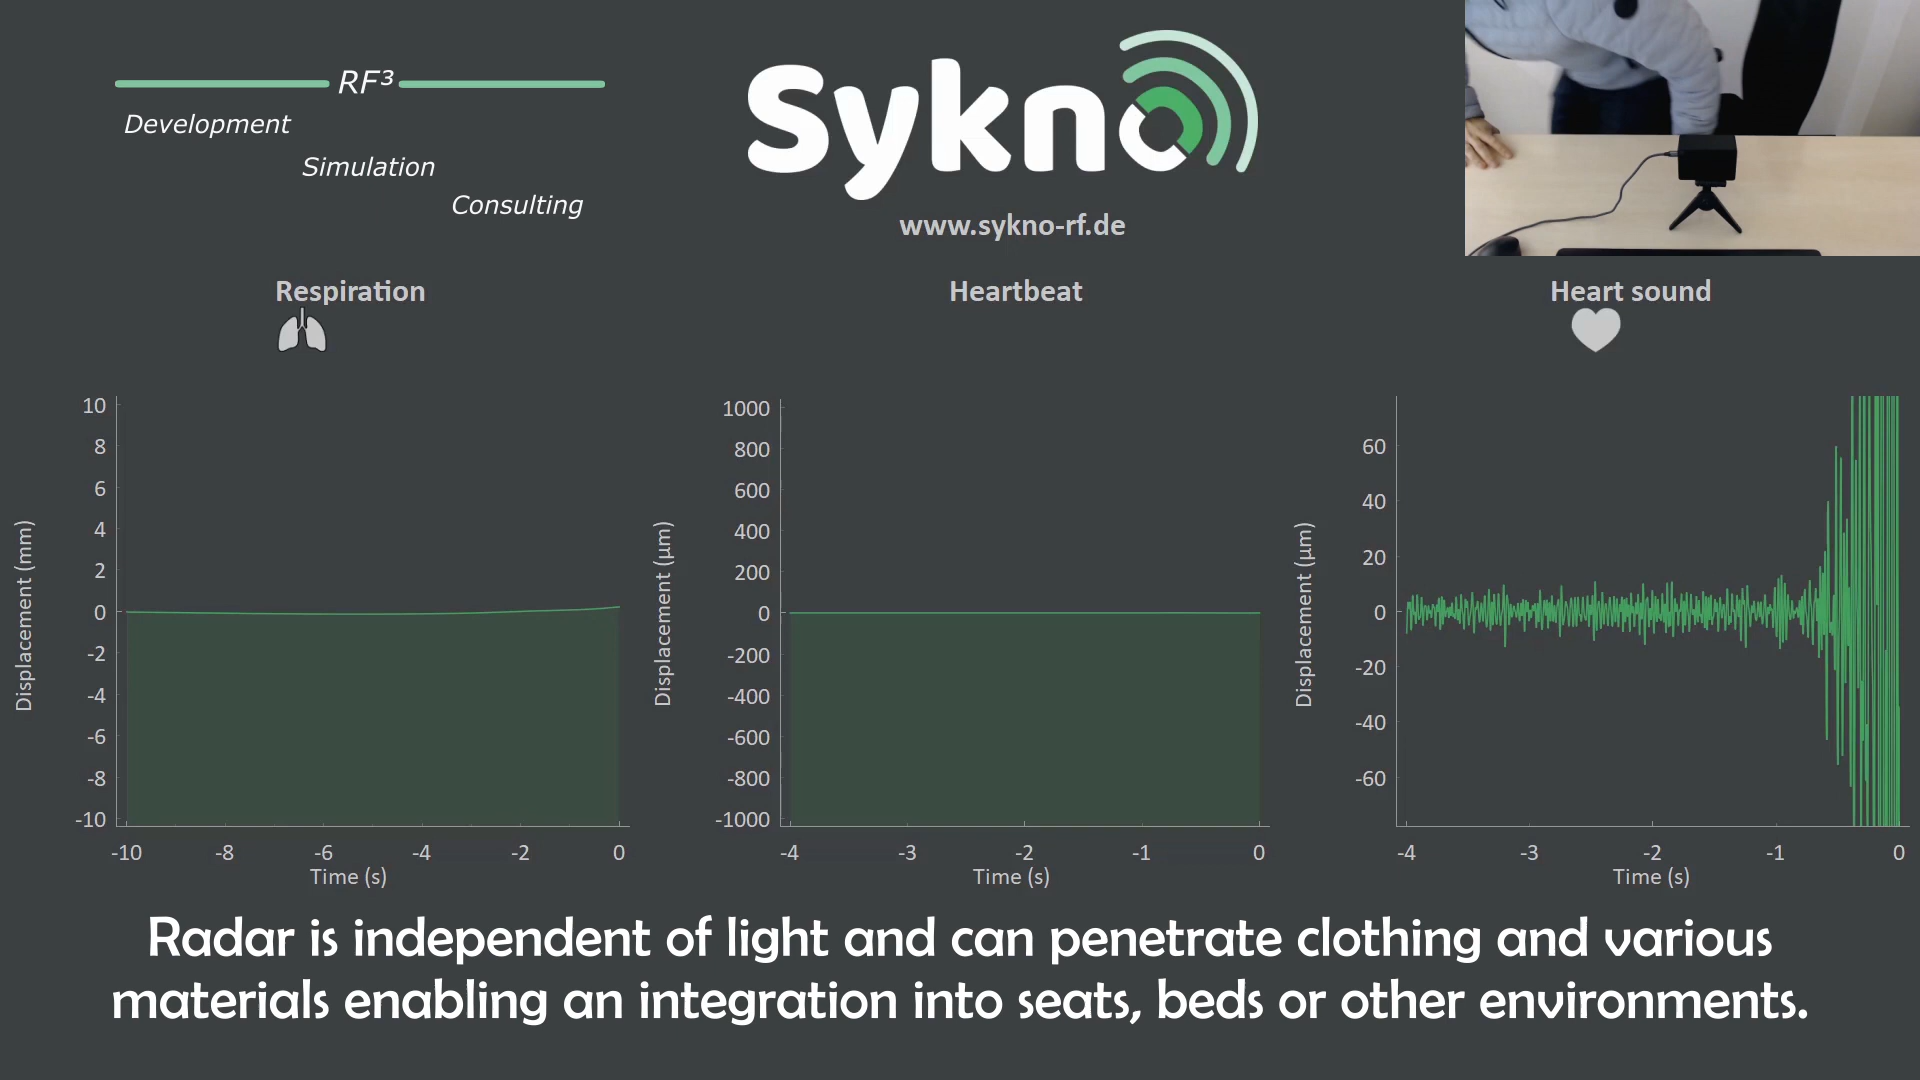 RF³
Development
Simulation
Consulting
Sykno
www.sykno-rf.de
Respiration
Heartbeat
Heart sound
Displacement (mm)
10
8
6
4
2
0
-2
-4
-6
-8
-10
-10 -8 -6 -4 -2 0
Time (s)
Displacement (µm)
1000
800
600
400
200
0
-200
-400
-600
-800
-1000
-4 -3 -2 -1 0
Time (s)
Displacement (µm)
60
40
20
0
-20
-40
-60
-4 -3 -2 -1 0
Time (s)
Radar is independent of light and can penetrate clothing and various
materials enabling an integration into seats, beds or other environments.